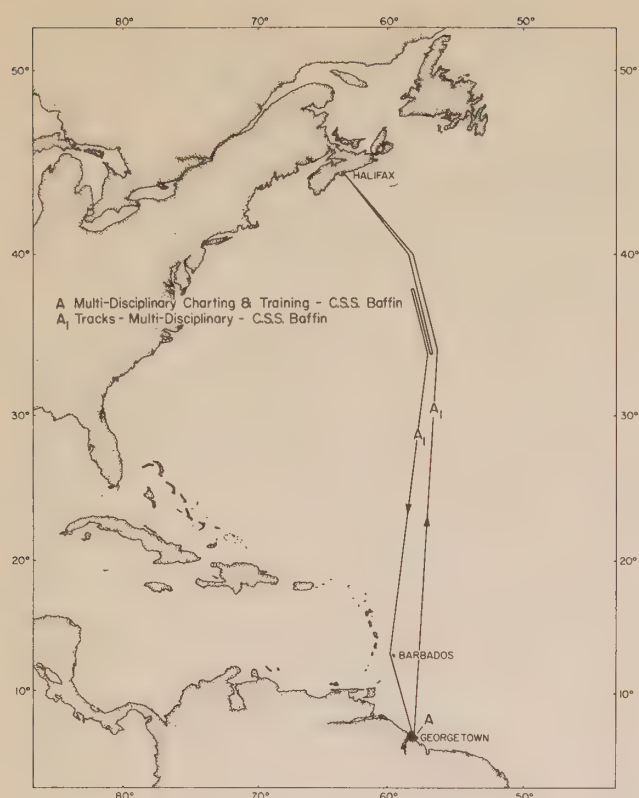 80° 70° 60° 50°
50° 50°
HALIFAX
40° 40°
A Multi-Disciplinary Charting & Training - C.S.S. Baffin
A₁ Tracks - Multi-Disciplinary - C.S.S. Baffin
30° 30°
A₁
A₁
20° 20°
BARBADOS
10° 10°
A
GEORGETOWN
80° 70° 60° 50°